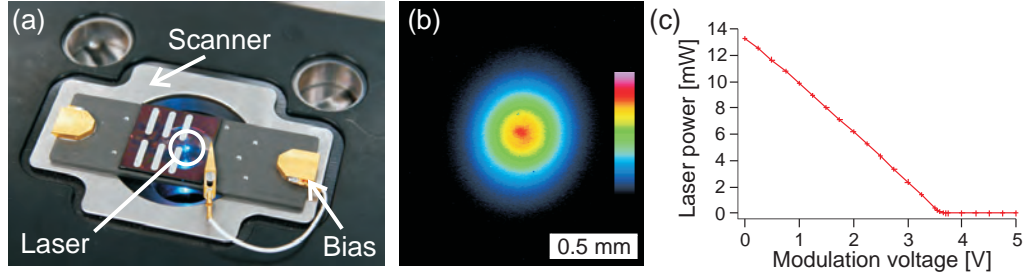 (a)
Scanner
Laser
Bias
(b)
0.5 mm
(c)
Laser power [mW]
14
12
10
8
6
4
2
0
0 1 2 3 4 5
Modulation voltage [V]